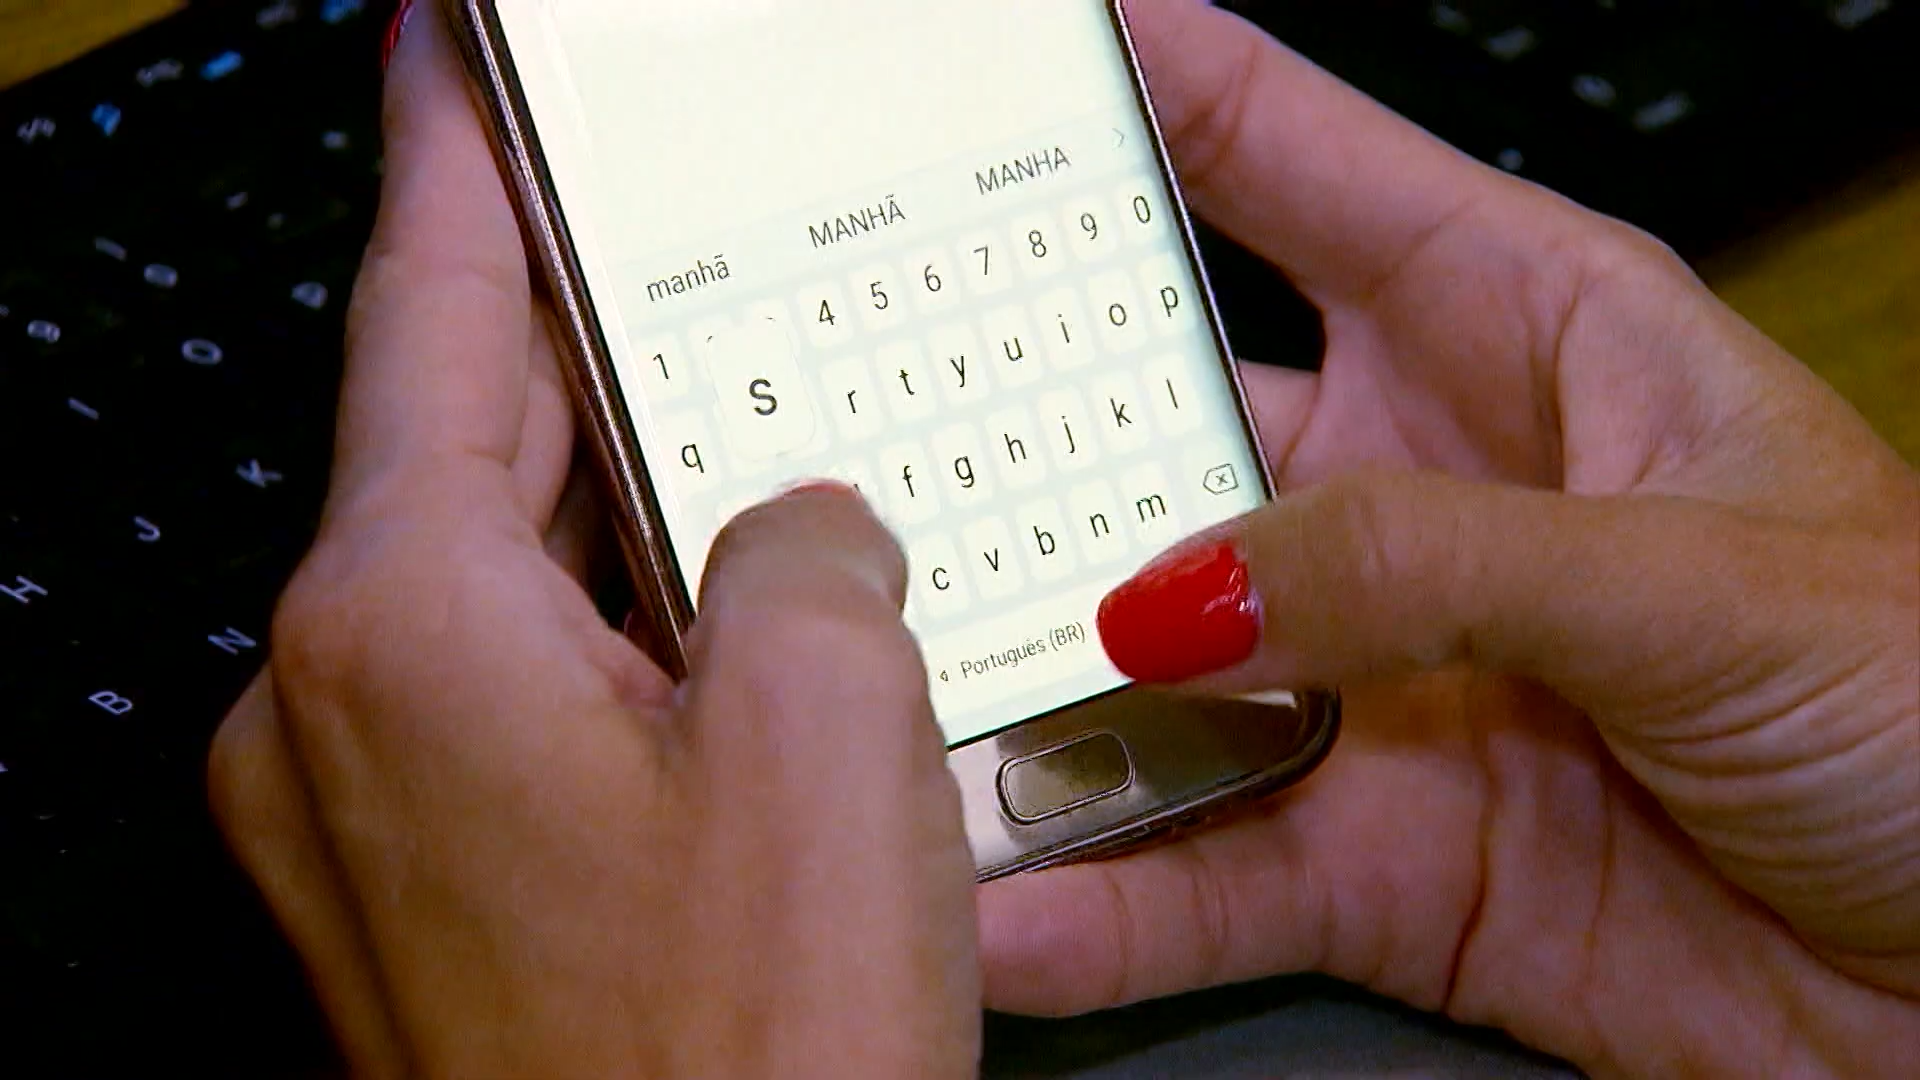 manhã MANHÃ MANHA >
1 4 5 6 7 8 9 0
q S r t y u i o p
f g h j k l
c v b n m
Português (BR)
O
I K
J
H N
B